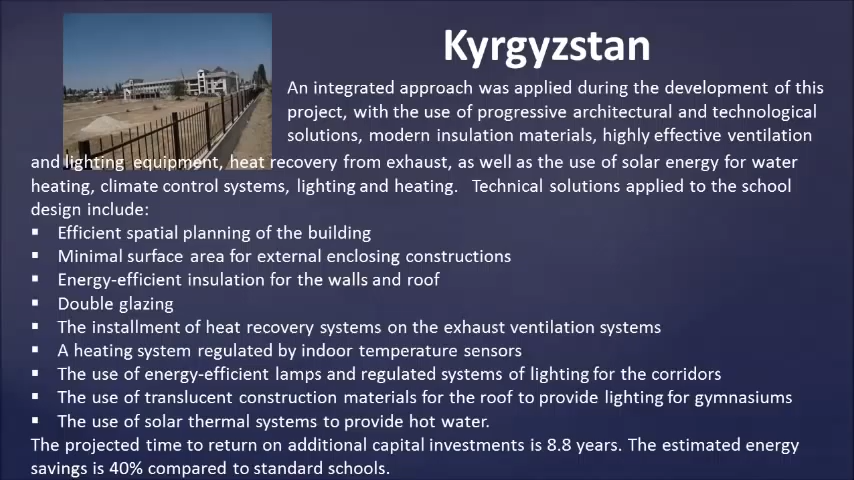 Kyrgyzstan
An integrated approach was applied during the development of this
project, with the use of progressive architectural and technological
solutions, modern insulation materials, highly effective ventilation
and lighting equipment, heat recovery from exhaust, as well as the use of solar energy for water
heating, climate control systems, lighting and heating. Technical solutions applied to the school
design include:
▪ Efficient spatial planning of the building
▪ Minimal surface area for external enclosing constructions
▪ Energy-efficient insulation for the walls and roof
▪ Double glazing
▪ The installment of heat recovery systems on the exhaust ventilation systems
▪ A heating system regulated by indoor temperature sensors
▪ The use of energy-efficient lamps and regulated systems of lighting for the corridors
▪ The use of translucent construction materials for the roof to provide lighting for gymnasiums
▪ The use of solar thermal systems to provide hot water.
The projected time to return on additional capital investments is 8.8 years. The estimated energy
savings is 40% compared to standard schools.